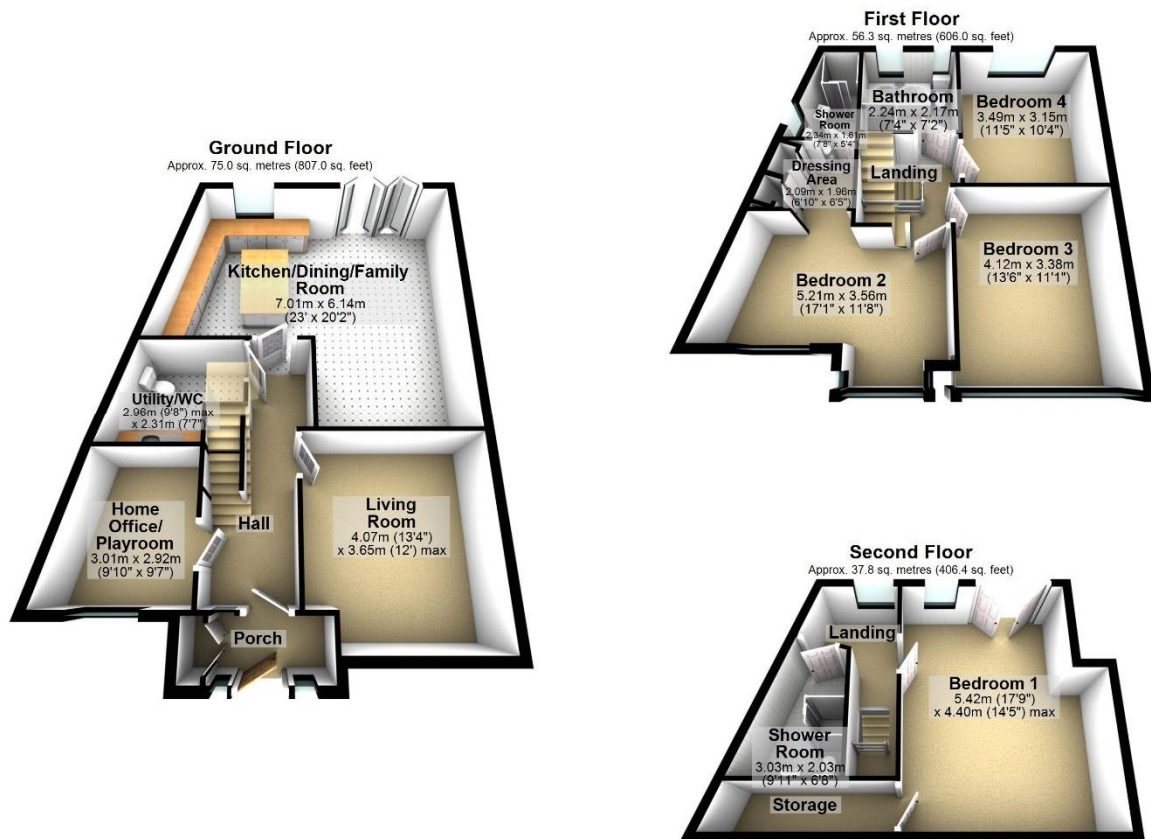 Ground Floor
Approx. 75.0 sq. metres (807.0 sq. feet)
Kitchen/Dining/Family
Room
7.01m x 6.14m
(23' x 20'2")
Utility/WC
2.96m (9'8") max
x 2.31m (7'7")
Home
Office/
Playroom
3.01m x 2.92m
(9'10" x 9'7")
Hall
Living
Room
4.07m (13'4")
x 3.65m (12') max
Porch
First Floor
Approx. 56.3 sq. metres (606.0 sq. feet)
Shower
Room
2.34m x 1.61m
(7'8" x 5'4")
Bathroom
2.24m x 2.17m
(7'4" x 7'2")
Bedroom 4
3.49m x 3.15m
(11'5" x 10'4")
Dressing
Area
2.09m x 1.96m
(6'10" x 6'5")
Landing
Bedroom 2
5.21m x 3.56m
(17'1" x 11'8")
Bedroom 3
4.12m x 3.38m
(13'6" x 11'1")
Second Floor
Approx. 37.8 sq. metres (406.4 sq. feet)
Landing
Bedroom 1
5.42m (17'9")
x 4.40m (14'5") max
Shower
Room
3.03m x 2.03m
(9'11" x 6'8")
Storage